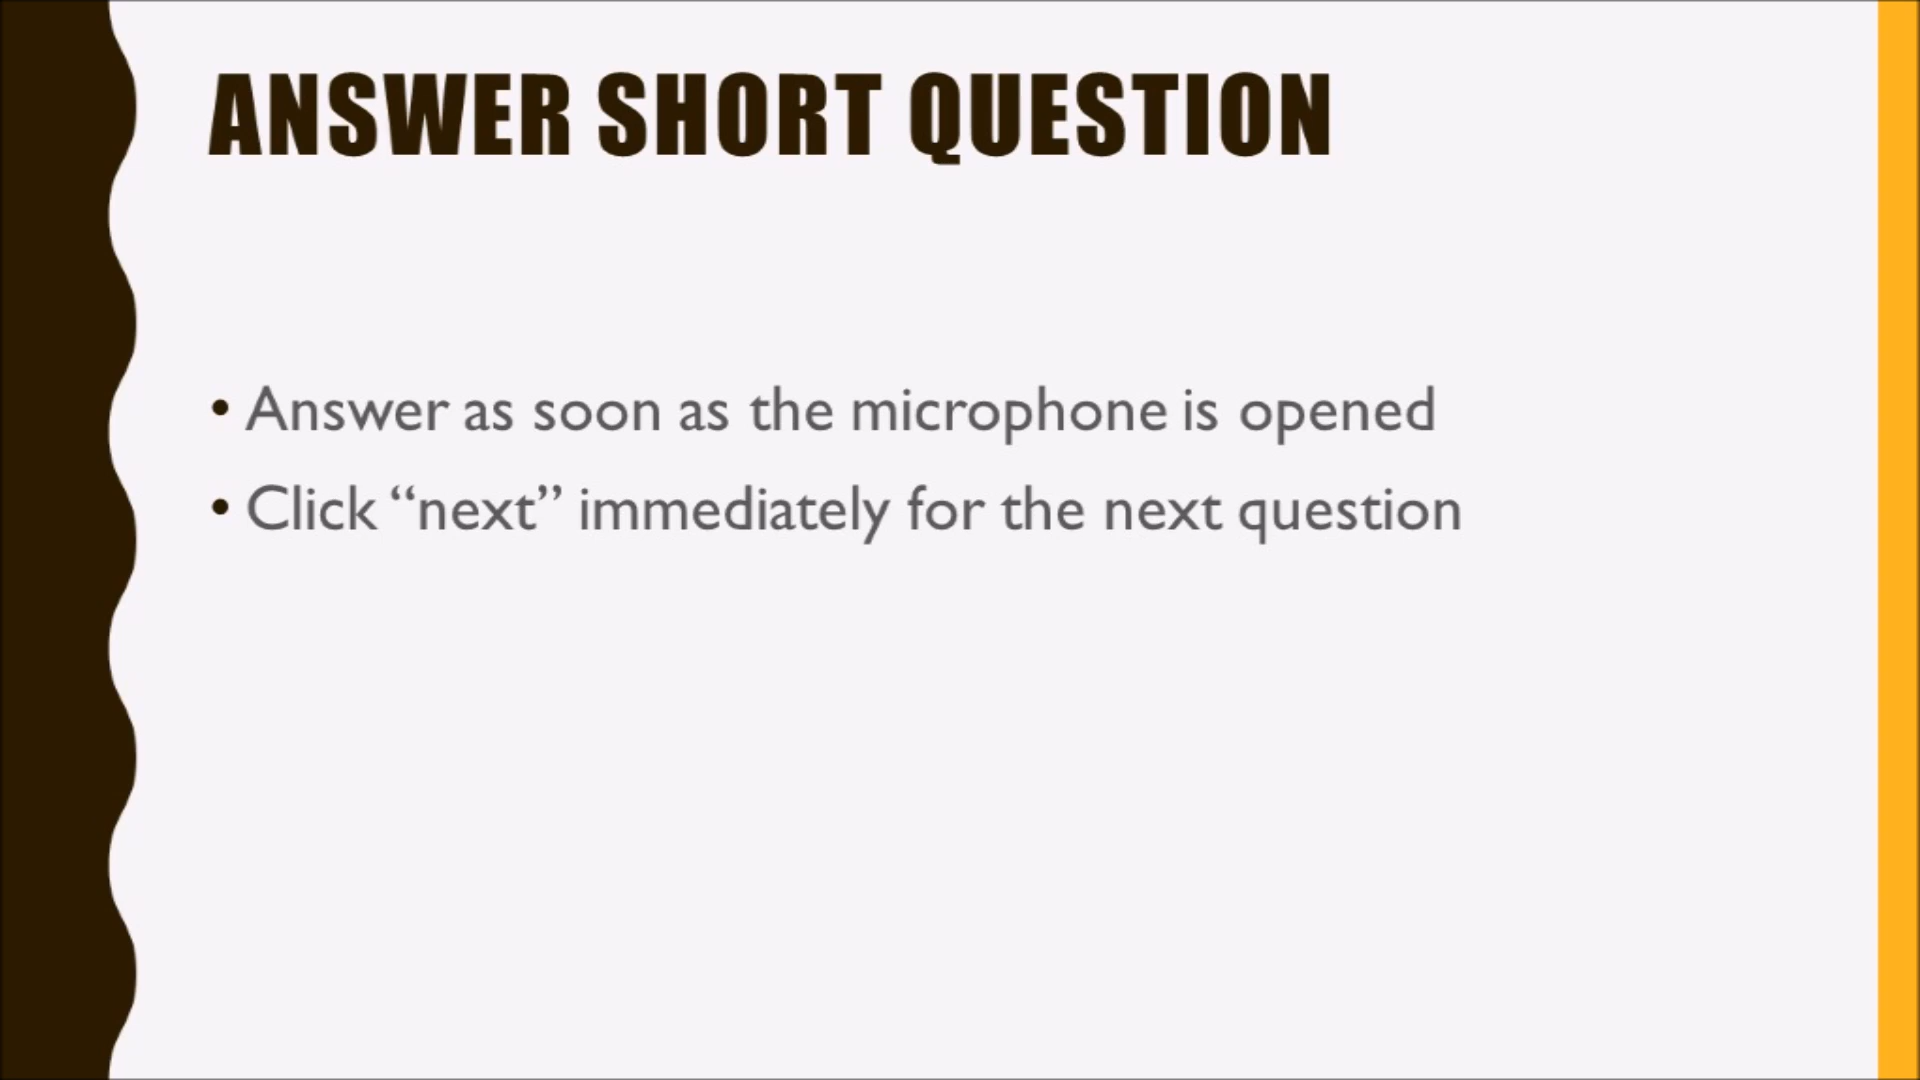 ANSWER SHORT QUESTION
• Answer as soon as the microphone is opened
• Click “next” immediately for the next question